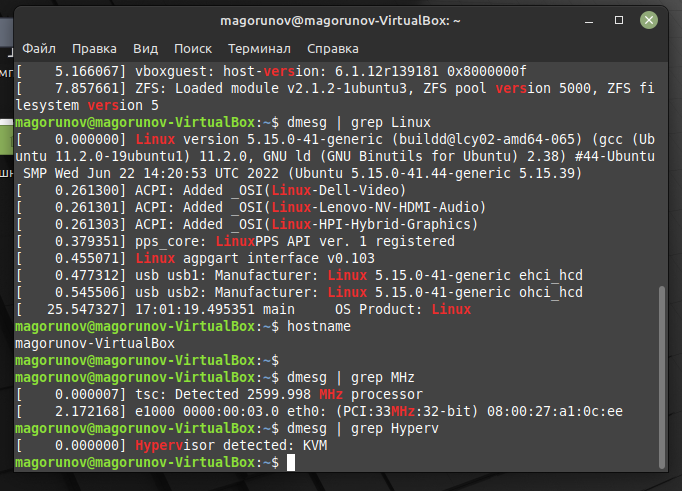 magorunov@magorunov-VirtualBox: ~
Файл Правка Вид Поиск Терминал Справка
[    5.166067] vboxguest: host-version: 6.1.12r139181 0x8000000f
[    7.857661] ZFS: Loaded module v2.1.2-1ubuntu3, ZFS pool version 5000, ZFS fi
lesystem version 5
magorunov@magorunov-VirtualBox:~$ dmesg | grep Linux
[    0.000000] Linux version 5.15.0-41-generic (buildd@lcy02-amd64-065) (gcc (Ub
untu 11.2.0-19ubuntu1) 11.2.0, GNU ld (GNU Binutils for Ubuntu) 2.38) #44-Ubuntu
 SMP Wed Jun 22 14:20:53 UTC 2022 (Ubuntu 5.15.0-41.44-generic 5.15.39)
[    0.261300] ACPI: Added _OSI(Linux-Dell-Video)
[    0.261301] ACPI: Added _OSI(Linux-Lenovo-NV-HDMI-Audio)
[    0.261303] ACPI: Added _OSI(Linux-HPI-Hybrid-Graphics)
[    0.379351] pps_core: LinuxPPS API ver. 1 registered
[    0.455071] Linux agpgart interface v0.103
[    0.477312] usb usb1: Manufacturer: Linux 5.15.0-41-generic ehci_hcd
[    0.545506] usb usb2: Manufacturer: Linux 5.15.0-41-generic ohci_hcd
[   25.547327] 17:01:19.495351 main     OS Product: Linux
magorunov@magorunov-VirtualBox:~$ hostname
magorunov-VirtualBox
magorunov@magorunov-VirtualBox:~$
magorunov@magorunov-VirtualBox:~$ dmesg | grep MHz
[    0.000007] tsc: Detected 2599.998 MHz processor
[    2.172168] e1000 0000:00:03.0 eth0: (PCI:33MHz:32-bit) 08:00:27:a1:0c:ee
magorunov@magorunov-VirtualBox:~$ dmesg | grep Hyperv
[    0.000000] Hypervisor detected: KVM
magorunov@magorunov-VirtualBox:~$